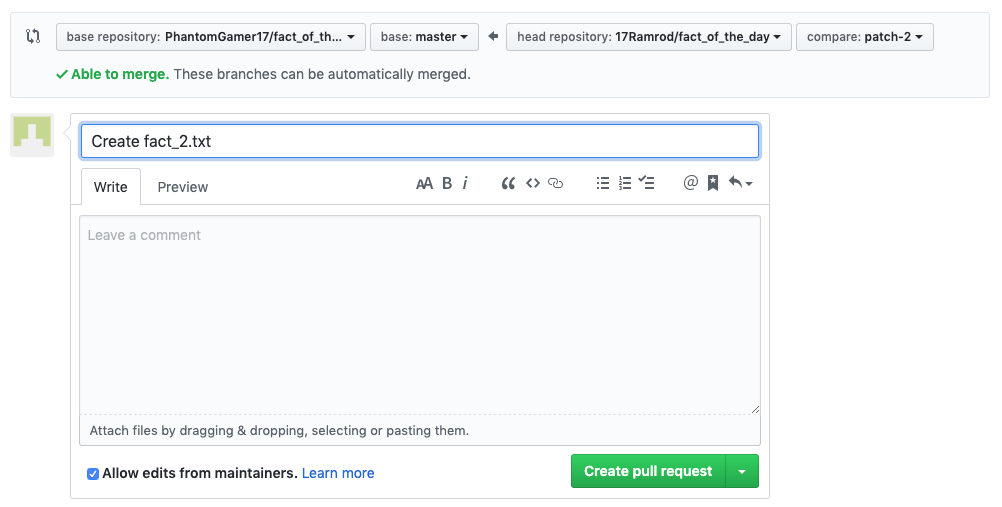 base repository: PhantomGamer17/fact_of_th... base: master head repository: 17Ramrod/fact_of_the_day compare: patch-2
Able to merge. These branches can be automatically merged.
Create fact_2.txt
Write Preview AA B i @
Leave a comment
Attach files by dragging & dropping, selecting or pasting them.
Allow edits from maintainers. Learn more Create pull request